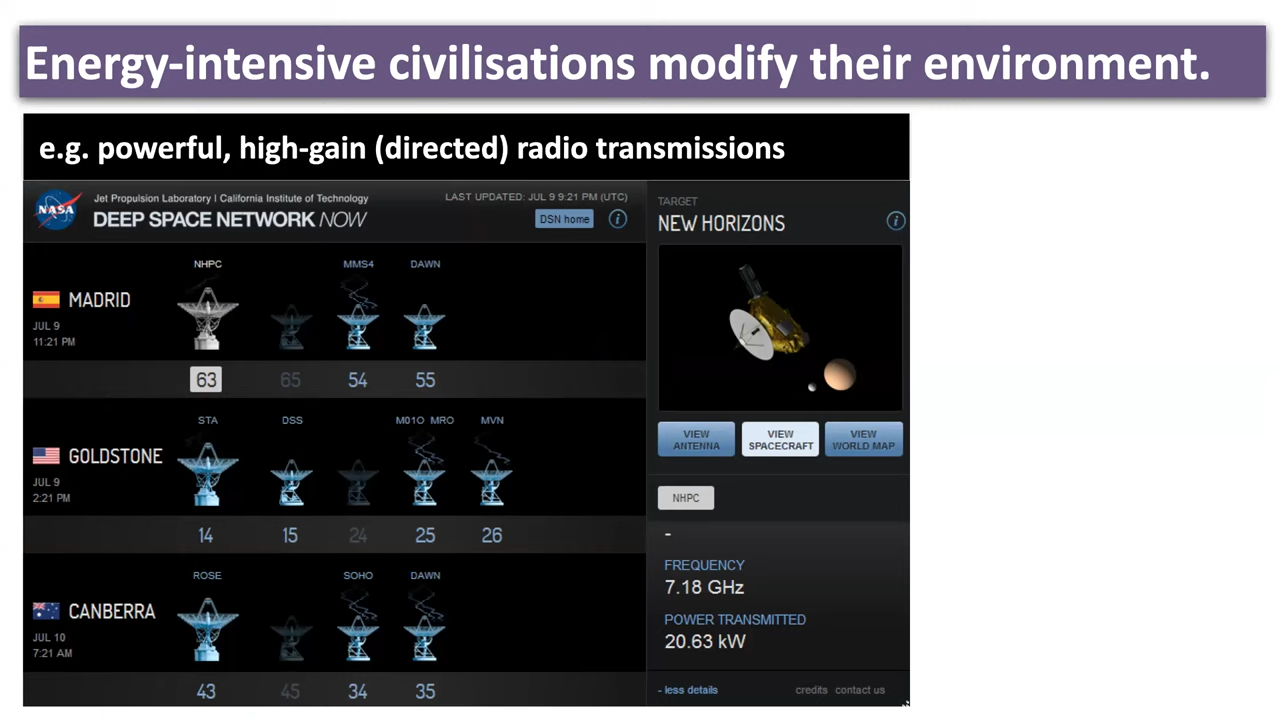 Energy-intensive civilisations modify their environment.
e.g. powerful, high-gain (directed) radio transmissions
NASA
Jet Propulsion Laboratory | California Institute of Technology
DEEP SPACE NETWORK NOW
LAST UPDATED: JUL 9 9:21 PM (UTC)
DSN home
i
NHPC MMS4 DAWN
MADRID
JUL 9
11:21 PM
63 65 54 55
STA DSS M01O MRO MVN
GOLDSTONE
JUL 9
2:21 PM
14 15 24 25 26
ROSE SOHO DAWN
CANBERRA
JUL 10
7:21 AM
43 45 34 35
TARGET
NEW HORIZONS
i
VIEW ANTENNA
VIEW SPACECRAFT
VIEW WORLD MAP
NHPC
-
FREQUENCY
7.18 GHz
POWER TRANSMITTED
20.63 kW
- less details
credits contact us